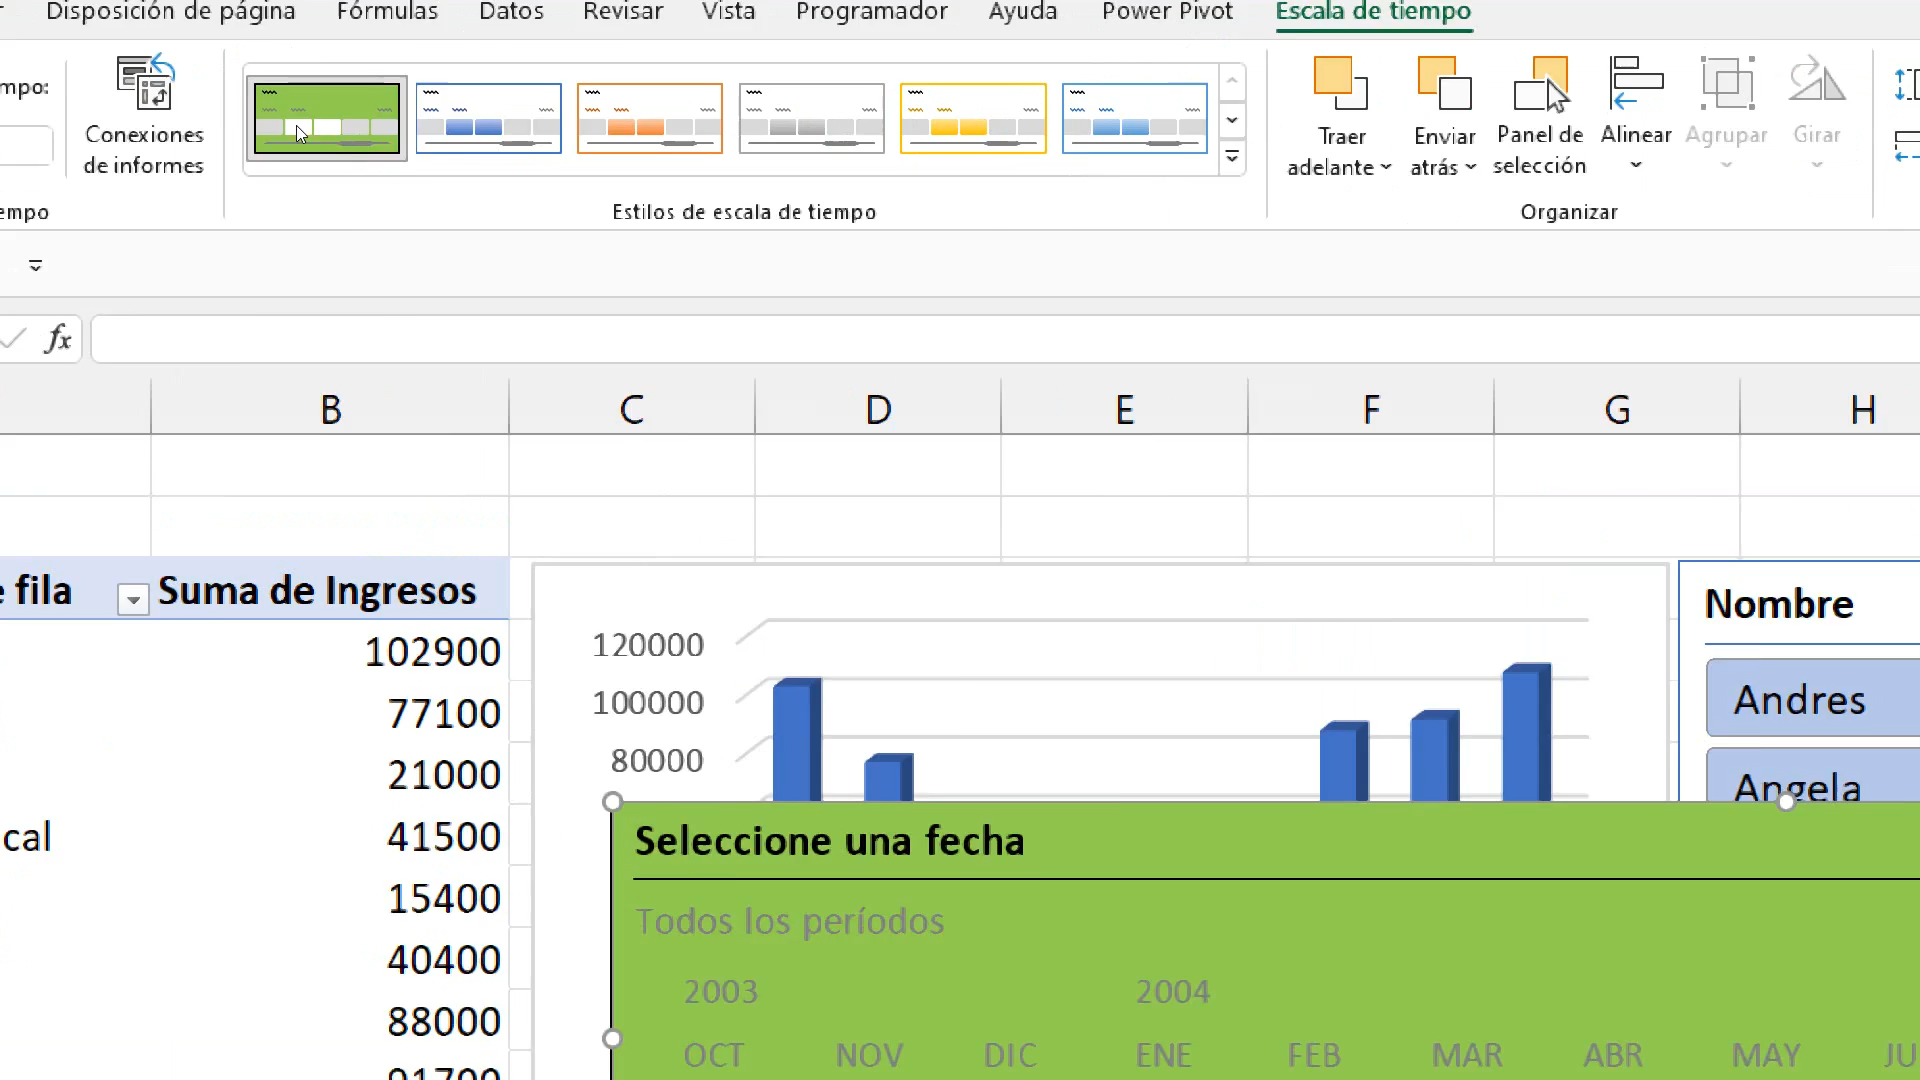 Disposición de página Fórmulas Datos Revisar Vista Programador Ayuda Power Pivot Escala de tiempo
mpo:
Conexiones de informes
empo
Estilos de escala de tiempo
Traer adelante
Enviar atrás
Panel de selección
Alinear
Agrupar
Girar
Organizar
fx
B C D E F G H
e fila Suma de Ingresos
102900
77100
21000
cal 41500
15400
40400
88000
91700
120000
100000
80000
Nombre
Andres
Angela
Seleccione una fecha
Todos los períodos
2003 2004
OCT NOV DIC ENE FEB MAR ABR MAY JU